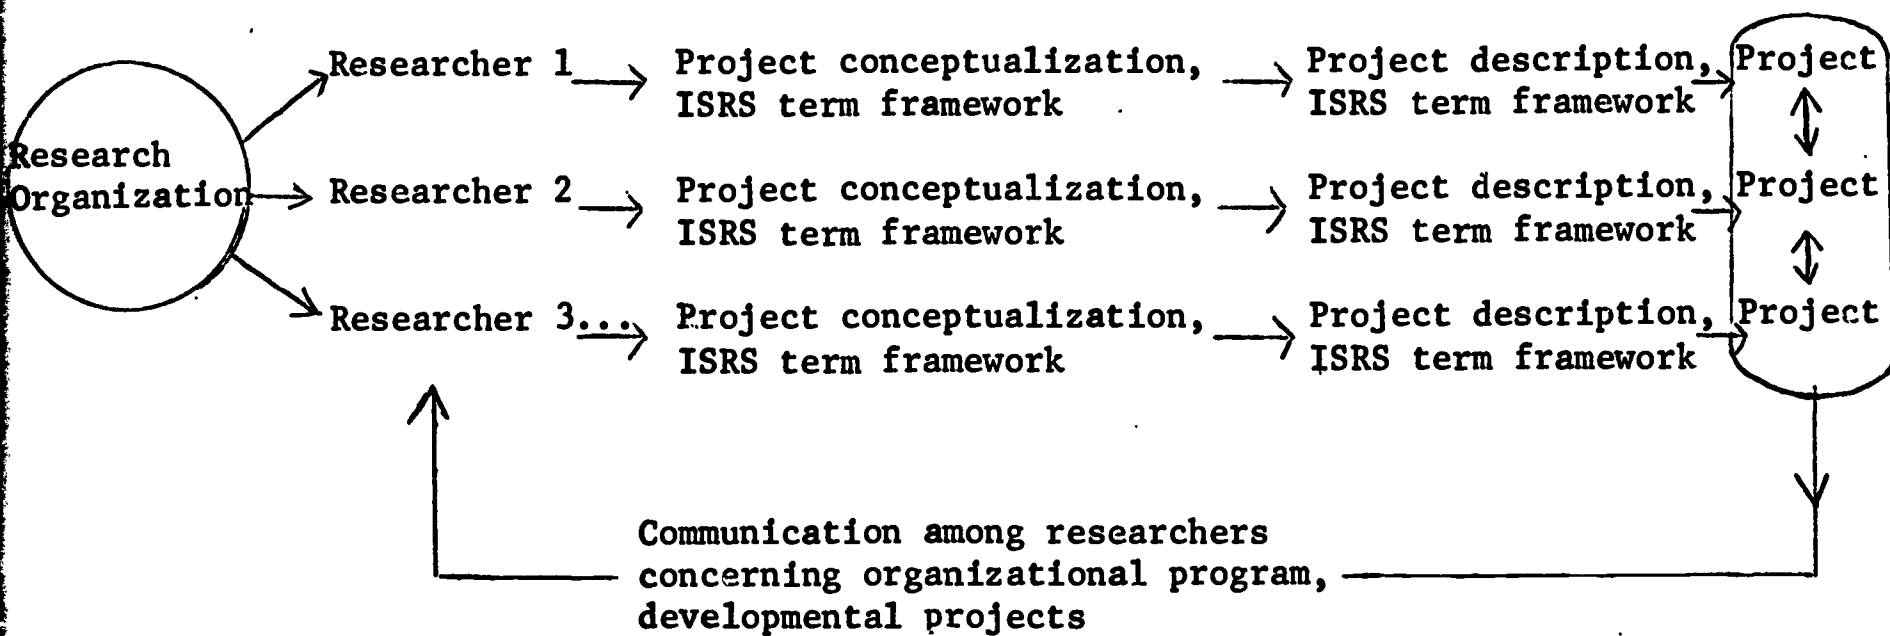 Research
Organization
Researcher 1
Project conceptualization,
ISRS term framework
Project description,
ISRS term framework
Project
Researcher 2
Project conceptualization,
ISRS term framework
Project description,
ISRS term framework
Project
Researcher 3...
Project conceptualization,
ISRS term framework
Project description,
ISRS term framework
Project
Communication among researchers
concerning organizational program,
developmental projects